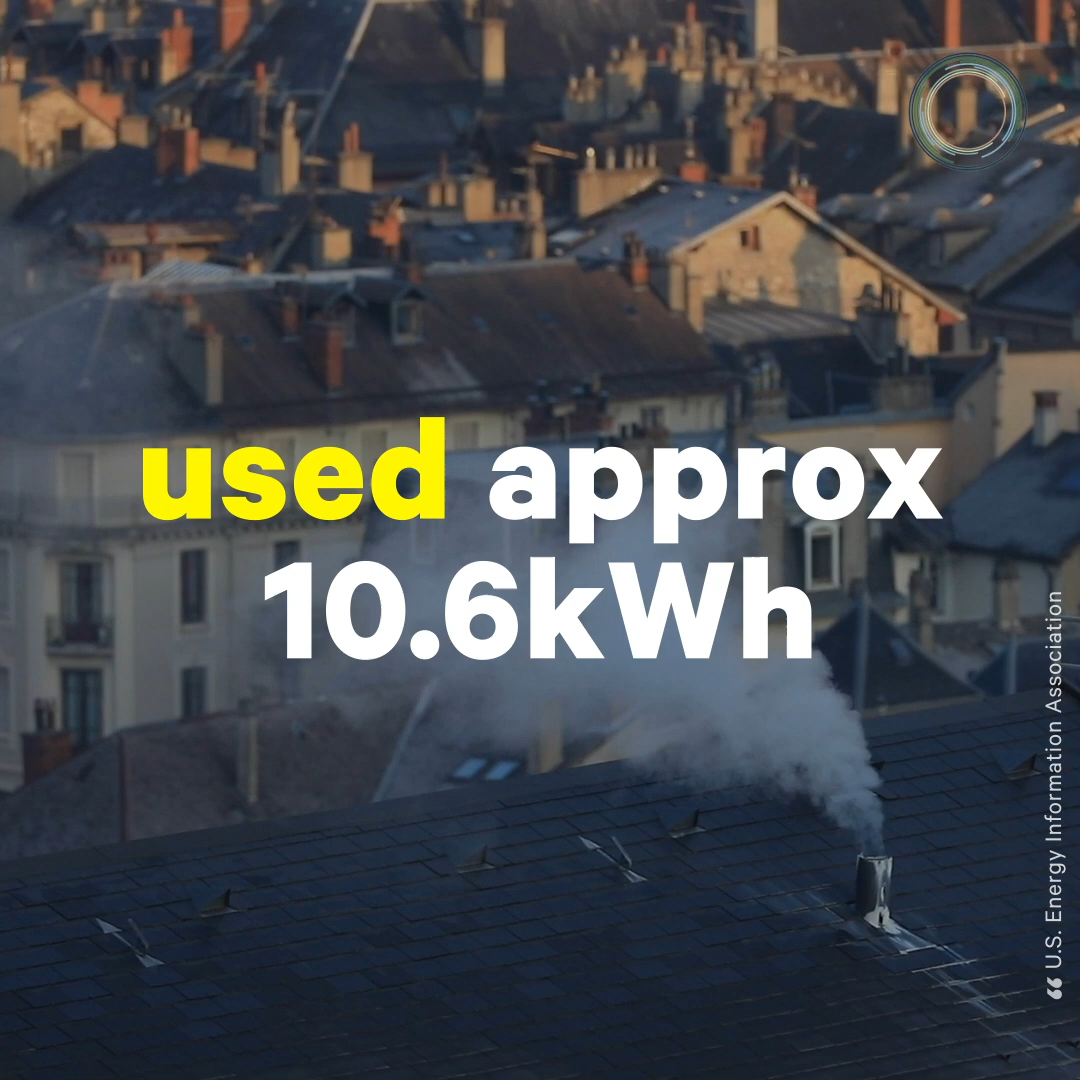 used approx
10.6kWh
❝ U.S. Energy Information Association